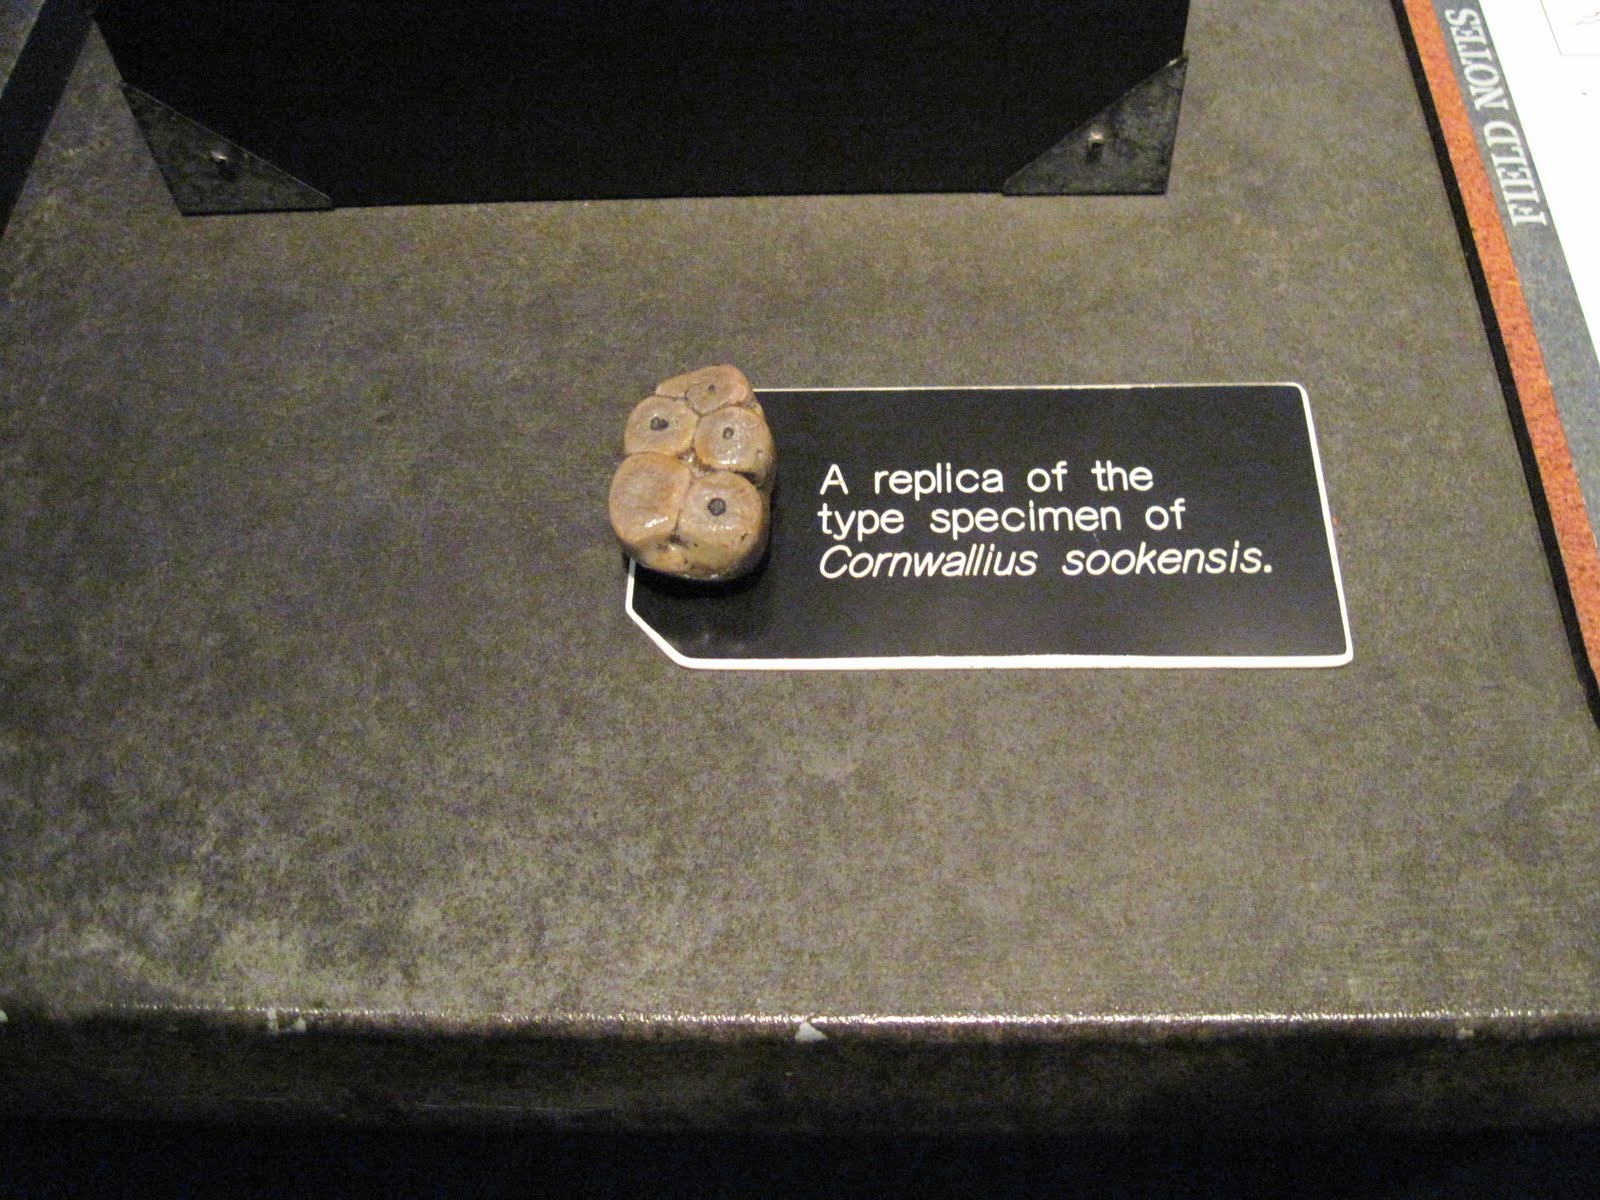 FIELD NOTES
A replica of the
type specimen of
Cornwallius sookensis.